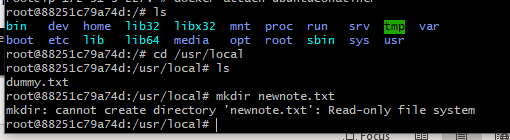 root@88251c79a74d:/# ls
bin dev home lib32 libx32 mnt proc run srv tmp var
boot etc lib lib64 media opt root sbin sys usr
root@88251c79a74d:/# cd /usr/local
root@88251c79a74d:/usr/local# ls
dummy.txt
root@88251c79a74d:/usr/local# mkdir newnote.txt
mkdir: cannot create directory 'newnote.txt': Read-only file system
root@88251c79a74d:/usr/local#
Focus